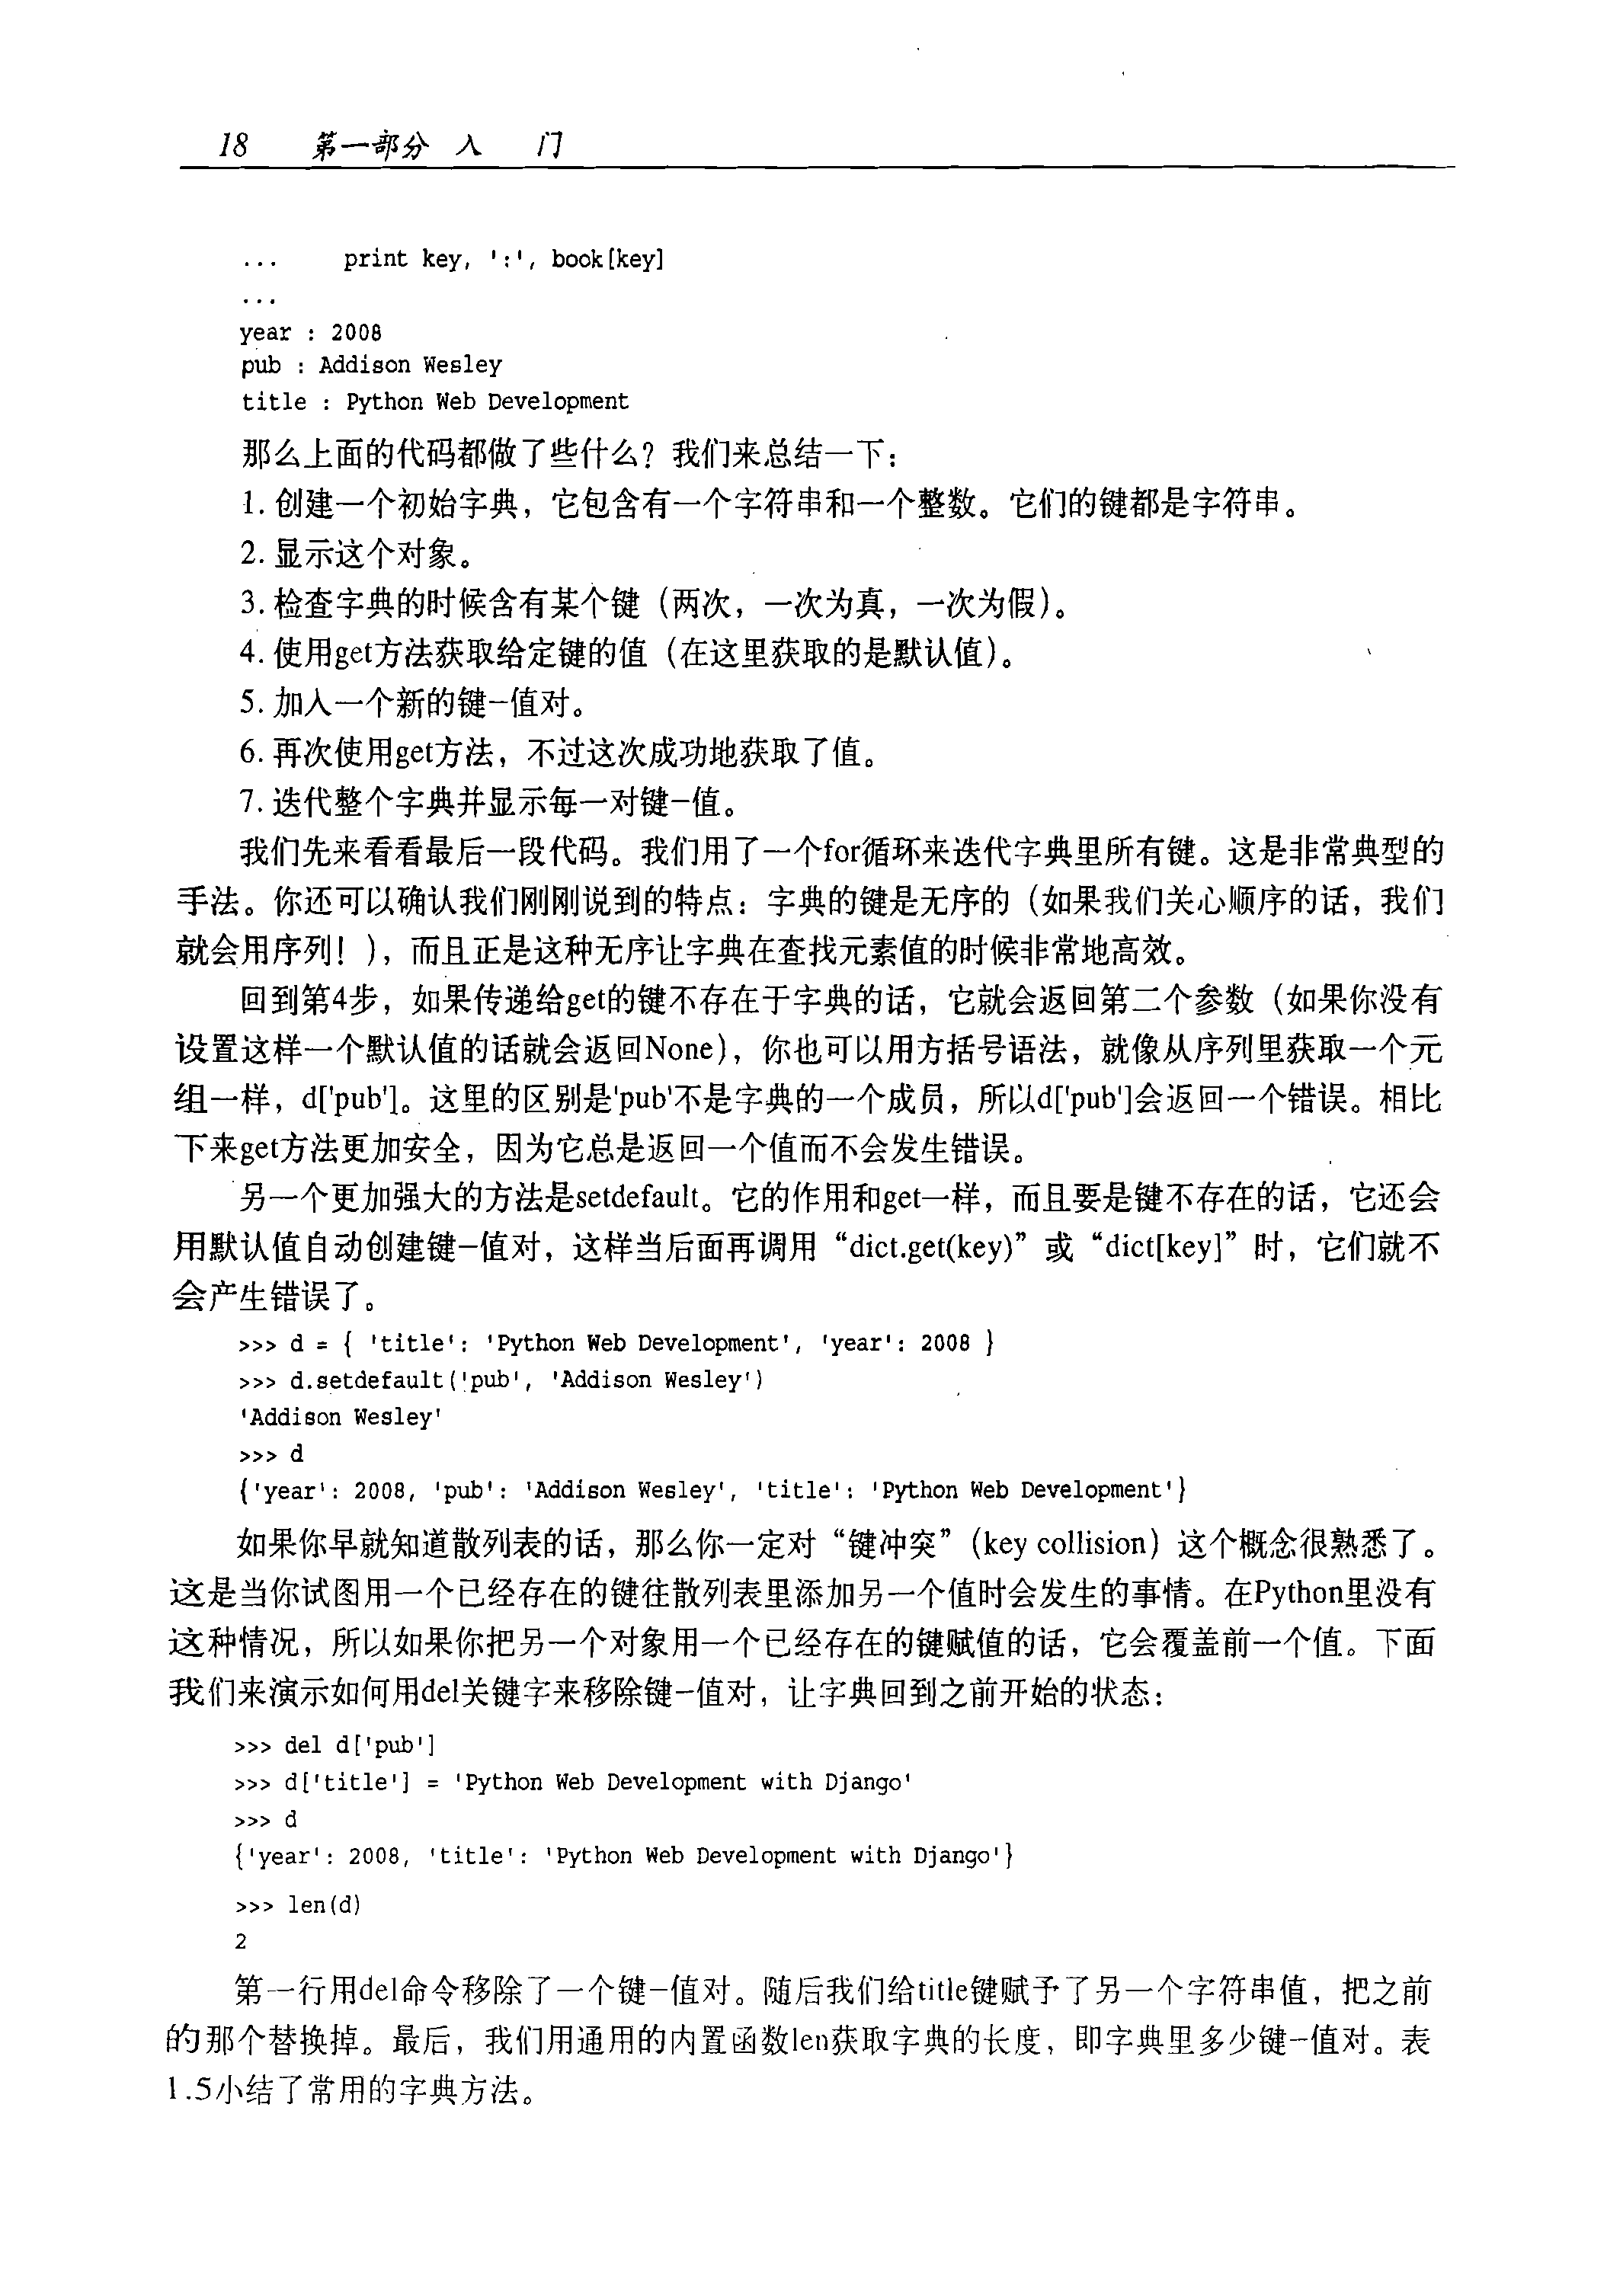 18 第一部分 入 门
... print key, ':', book[key]
...
year : 2008
pub : Addison Wesley
title : Python Web Development
那么上面的代码都做了些什么？我们来总结一下：
1. 创建一个初始字典，它包含有一个字符串和一个整数。它们的键都是字符串。
2. 显示这个对象。
3. 检查字典的时候含有某个键（两次，一次为真，一次为假）。
4. 使用get方法获取给定键的值（在这里获取的是默认值）。
5. 加入一个新的键-值对。
6. 再次使用get方法，不过这次成功地获取了值。
7. 迭代整个字典并显示每一对键-值。
我们先来看看最后一段代码。我们用了一个for循环来迭代字典里所有键。这是非常典型的
手法。你还可以确认我们刚刚说到的特点：字典的键是无序的（如果我们关心顺序的话，我们
就会用序列！），而且正是这种无序让字典在查找元素值的时候非常地高效。
回到第4步，如果传递给get的键不存在于字典的话，它就会返回第二个参数（如果你没有
设置这样一个默认值的话就会返回None），你也可以用方括号语法，就像从序列里获取一个元
组一样，d['pub']。这里的区别是'pub'不是字典的一个成员，所以d['pub']会返回一个错误。相比
下来get方法更加安全，因为它总是返回一个值而不会发生错误。
另一个更加强大的方法是setdefault。它的作用和get一样，而且要是键不存在的话，它还会
用默认值自动创建键-值对，这样当后面再调用“dict.get(key)”或“dict[key]”时，它们就不
会产生错误了。
>>> d = { 'title': 'Python Web Development', 'year': 2008 }
>>> d.setdefault('pub', 'Addison Wesley')
'Addison Wesley'
>>> d
{'year': 2008, 'pub': 'Addison Wesley', 'title': 'Python Web Development'}
如果你早就知道散列表的话，那么你一定对“键冲突”（key collision）这个概念很熟悉了。
这是当你试图用一个已经存在的键往散列表里添加另一个值时会发生的事情。在Python里没有
这种情况，所以如果你把另一个对象用一个已经存在的键赋值的话，它会覆盖前一个值。下面
我们来演示如何用del关键字来移除键-值对，让字典回到之前开始的状态：
>>> del d['pub']
>>> d['title'] = 'Python Web Development with Django'
>>> d
{'year': 2008, 'title': 'Python Web Development with Django'}
>>> len(d)
2
第一行用del命令移除了一个键-值对。随后我们给title键赋予了另一个字符串值，把之前
的那个替换掉。最后，我们用通用的内置函数len获取字典的长度，即字典里多少键-值对。表
1.5小结了常用的字典方法。